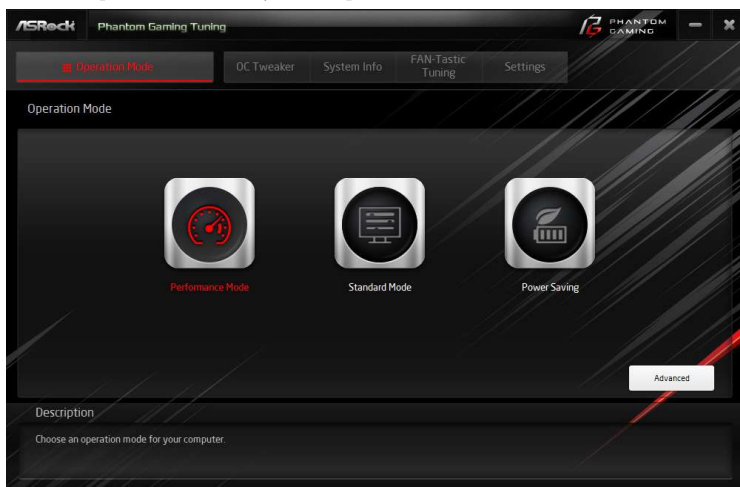 ASRock
Phantom Gaming Tuning
PHANTOM
GAMING
Operation Mode
OC Tweaker
System Info
FAN-Tastic
Tuning
Settings
Operation Mode
Performance Mode
Standard Mode
Power Saving
Advanced
Description
Choose an operation mode for your computer.